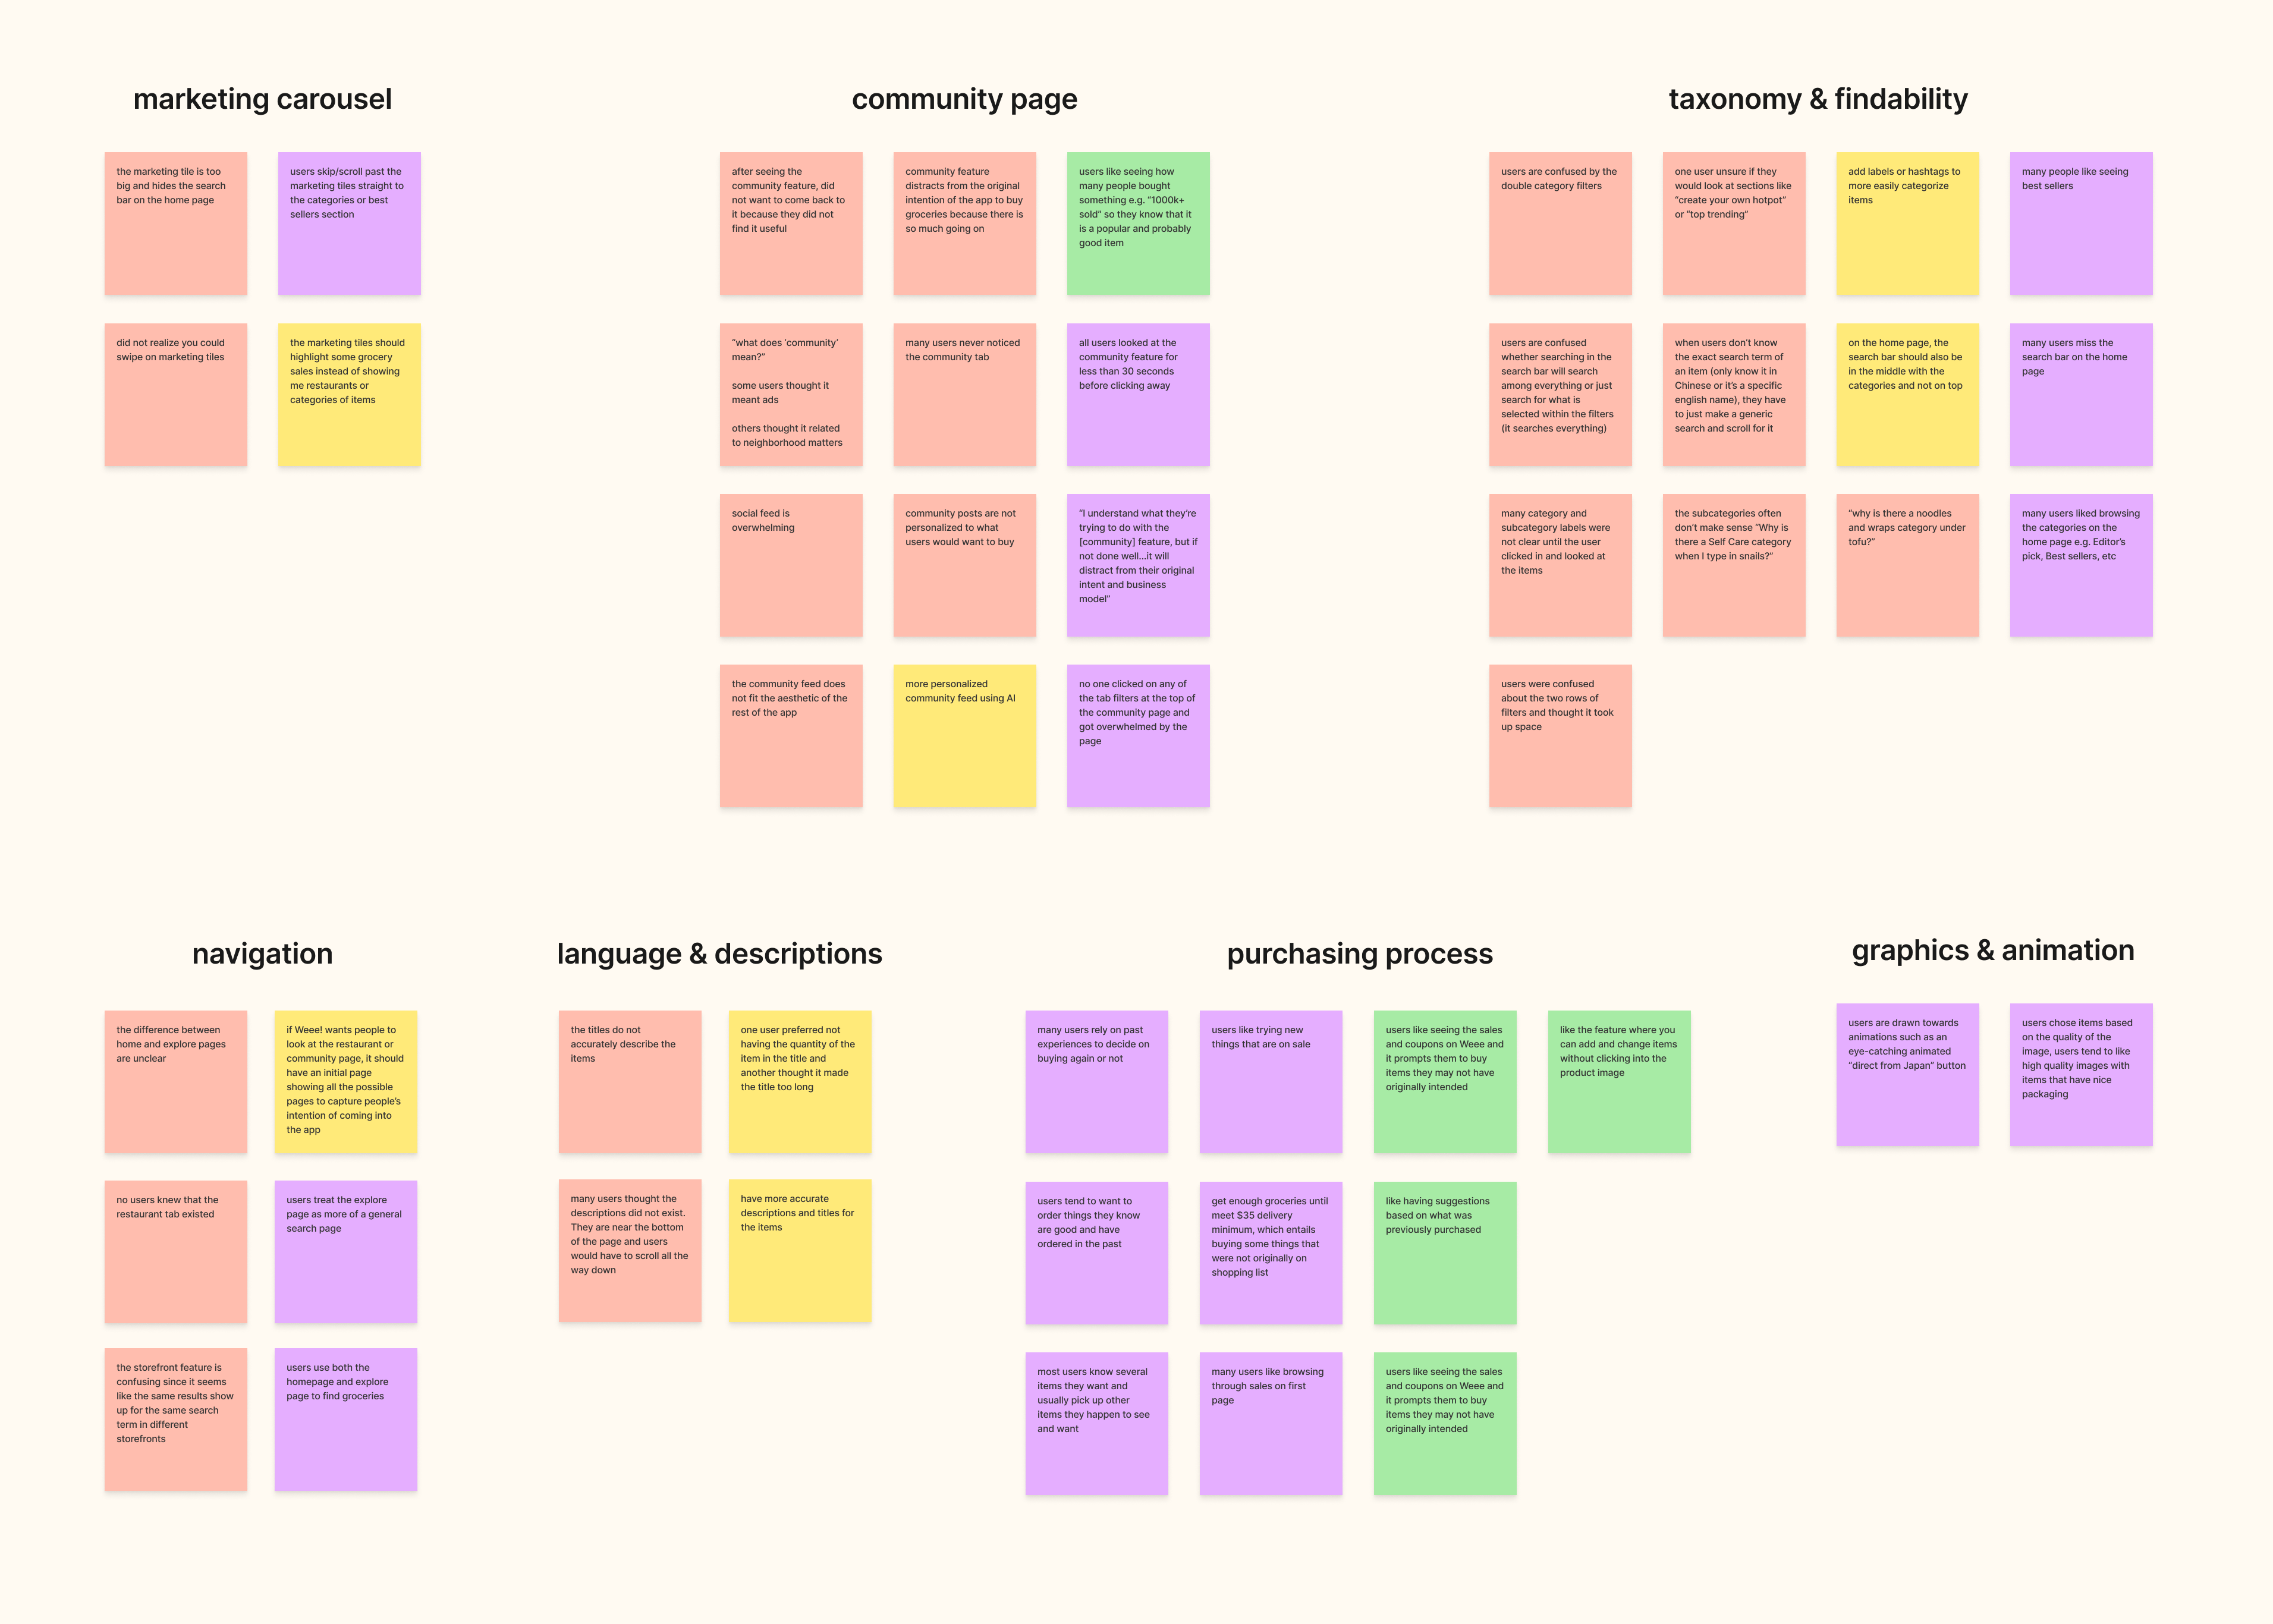 marketing carousel
the marketing tile is too
big and hides the search
bar on the home page
users skip/scroll past the
marketing tiles straight to
the categories or best
sellers section
did not realize you could
swipe on marketing tiles
the marketing tiles should
highlight some grocery
sales instead of showing
me restaurants or
categories of items
community page
after seeing the
community feature, did
not want to come back to
it because they did not
find it useful
community feature
distracts from the original
intention of the app to buy
groceries because there is
so much going on
users like seeing how
many people bought
something e.g. "1000k+
sold" so they know that it
is a popular and probably
good item
“what does ‘community’
mean?”
some users thought it
meant ads
others thought it related
to neighborhood matters
many users never noticed
the community tab
all users looked at the
community feature for
less than 30 seconds
before clicking away
social feed is
overwhelming
community posts are not
personalized to what
users would want to buy
“I understand what they’re
trying to do with the
[community] feature, but if
not done well...it will
distract from their original
intent and business
model”
the community feed does
not fit the aesthetic of the
rest of the app
more personalized
community feed using AI
no one clicked on any of
the tab filters at the top of
the community page and
got overwhelmed by the
page
taxonomy & findability
users are confused by the
double category filters
one user unsure if they
would look at sections like
“create your own hotpot”
or “top trending”
add labels or hashtags to
more easily categorize
items
many people like seeing
best sellers
users are confused
whether searching in the
search bar will search
among everything or just
search for what is
selected within the filters
(it searches everything)
when users don’t know
the exact search term of
an item (only know it in
Chinese or it’s a specific
english name), they have
to just make a generic
search and scroll for it
on the home page, the
search bar should also be
in the middle with the
categories and not on top
many users miss the
search bar on the home
page
many category and
subcategory labels were
not clear until the user
clicked in and looked at
the items
the subcategories often
don’t make sense “Why is
there a Self Care category
when I type in snails?”
“why is there a noodles
and wraps category under
tofu?”
many users liked browsing
the categories on the
home page e.g. Editor’s
pick, Best sellers, etc
users were confused
about the two rows of
filters and thought it took
up space
navigation
the difference between
home and explore pages
are unclear
if Weee! wants people to
look at the restaurant or
community page, it should
have an initial page
showing all the possible
pages to capture people’s
intention of coming into
the app
no users knew that the
restaurant tab existed
users treat the explore
page as more of a general
search page
the storefront feature is
confusing since it seems
like the same results show
up for the same search
term in different
storefronts
users use both the
homepage and explore
page to find groceries
language & descriptions
the titles do not
accurately describe the
items
one user preferred not
having the quantity of the
item in the title and
another thought it made
the title too long
many users thought the
descriptions did not exist.
They are near the bottom
of the page and users
would have to scroll all the
way down
have more accurate
descriptions and titles for
the items
purchasing process
many users rely on past
experiences to decide on
buying again or not
users like trying new
things that are on sale
users like seeing the sales
and coupons on Weee and
it prompts them to buy
items they may not have
originally intended
like the feature where you
can add and change items
without clicking into the
product image
users tend to want to
order things they know
are good and have
ordered in the past
get enough groceries until
meet $35 delivery
minimum, which entails
buying some things that
were not originally on
shopping list
like having suggestions
based on what was
previously purchased
most users know several
items they want and
usually pick up other
items they happen to see
and want
many users like browsing
through sales on first
page
users like seeing the sales
and coupons on Weee and
it prompts them to buy
items they may not have
originally intended
graphics & animation
users are drawn towards
animations such as an
eye-catching animated
“direct from Japan” button
users chose items based
on the quality of the
image, users tend to like
high quality images with
items that have nice
packaging